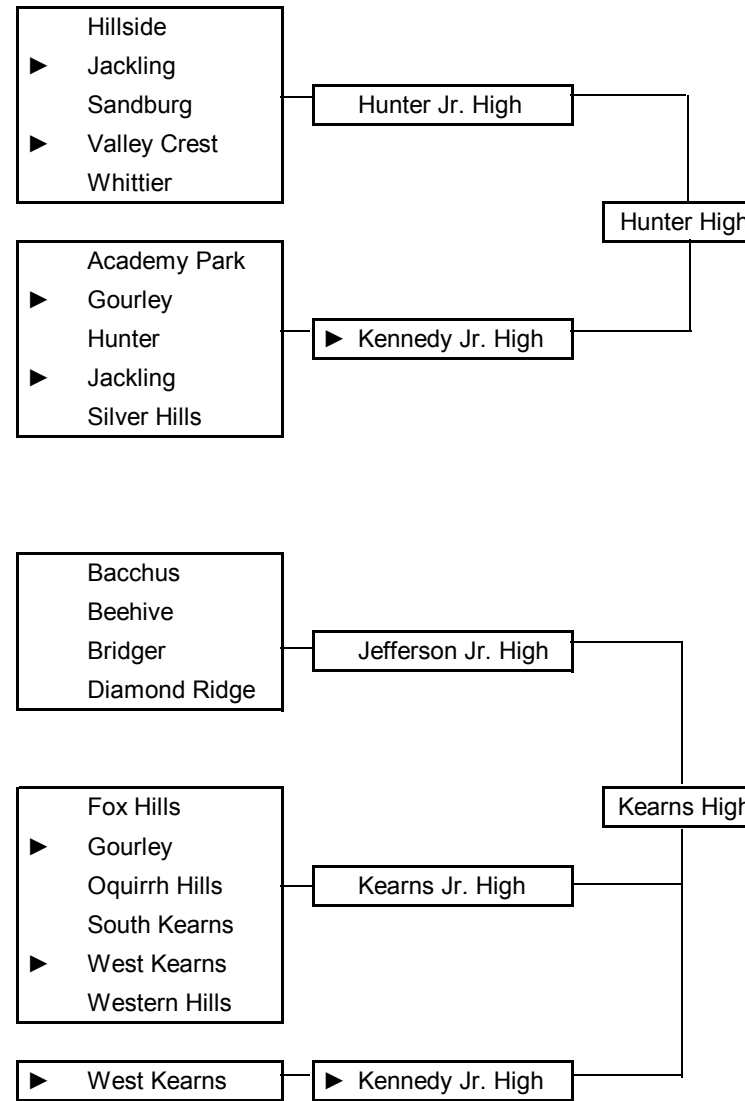 Hillside
► Jackling
Sandburg
► Valley Crest
Whittier
Hunter Jr. High
Hunter High
Academy Park
► Gourley
Hunter
► Jackling
Silver Hills
► Kennedy Jr. High
Bacchus
Beehive
Bridger
Diamond Ridge
Jefferson Jr. High
Kearns High
Fox Hills
► Gourley
Oquirrh Hills
South Kearns
► West Kearns
Western Hills
Kearns Jr. High
► West Kearns
► Kennedy Jr. High